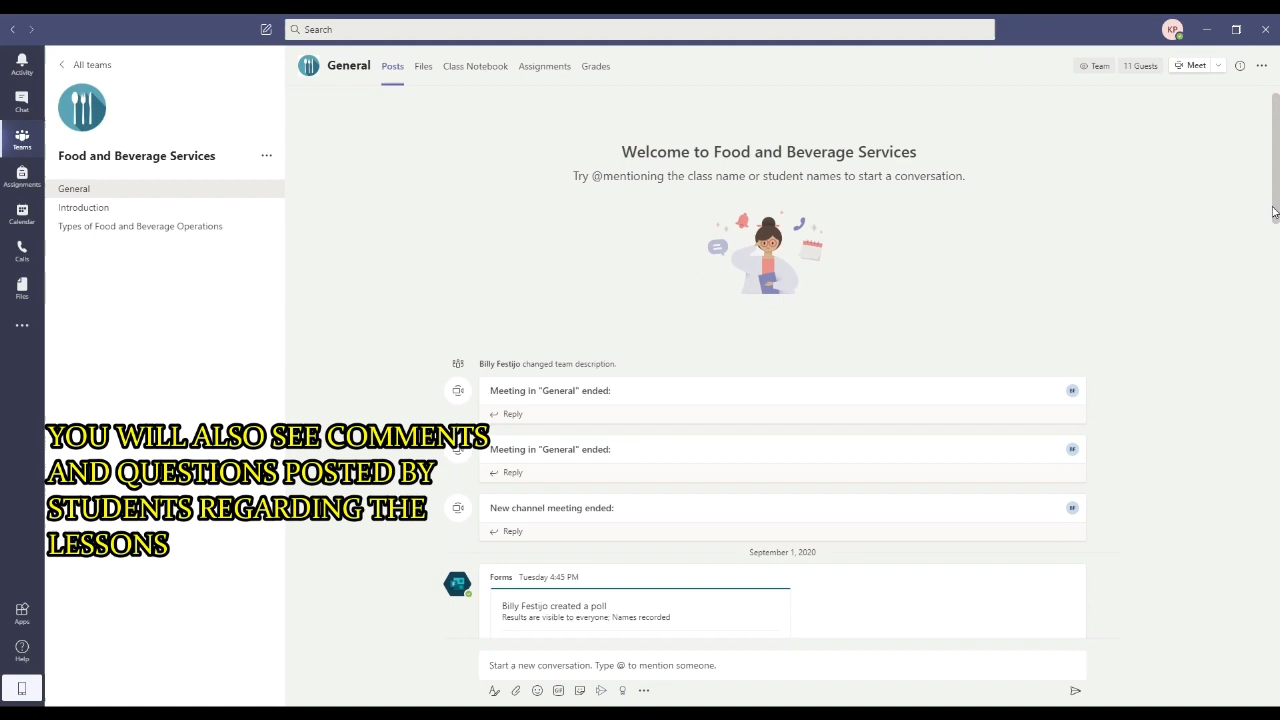 Search
KP
Activity
Chat
Teams
Assignments
Calendar
Calls
Files
Apps
Help
All teams
Food and Beverage Services
General
Introduction
Types of Food and Beverage Operations
General
Posts
Files
Class Notebook
Assignments
Grades
Team
11 Guests
Meet
Welcome to Food and Beverage Services
Try @mentioning the class name or student names to start a conversation.
Billy Festijo changed team description.
Meeting in "General" ended:
BF
Reply
Meeting in "General" ended:
BF
Reply
New channel meeting ended:
BF
Reply
September 1, 2020
Forms Tuesday 4:45 PM
Billy Festijo created a poll
Results are visible to everyone; Names recorded
Start a new conversation. Type @ to mention someone.
GIF
YOU WILL ALSO SEE COMMENTS
AND QUESTIONS POSTED BY
STUDENTS REGARDING THE
LESSONS